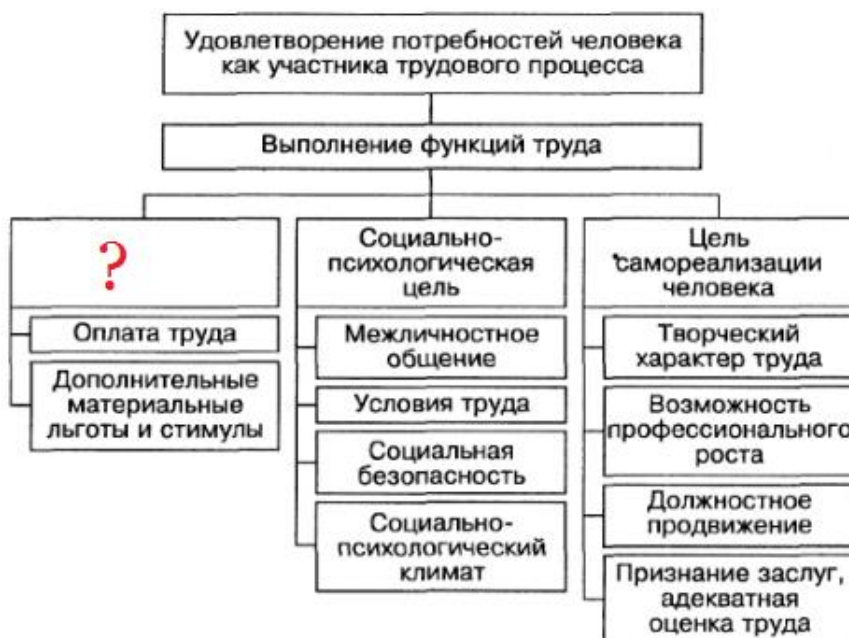 Удовлетворение потребностей человека
как участника трудового процесса
Выполнение функций труда
?
Оплата труда
Дополнительные
материальные
льготы и стимулы
Социально-
психологическая
цель
Межличностное
общение
Условия труда
Социальная
безопасность
Социально-
психологический
климат
Цель
самореализации
человека
Творческий
характер труда
Возможность
профессионального
роста
Должностное
продвижение
Признание заслуг,
адекватная
оценка труда